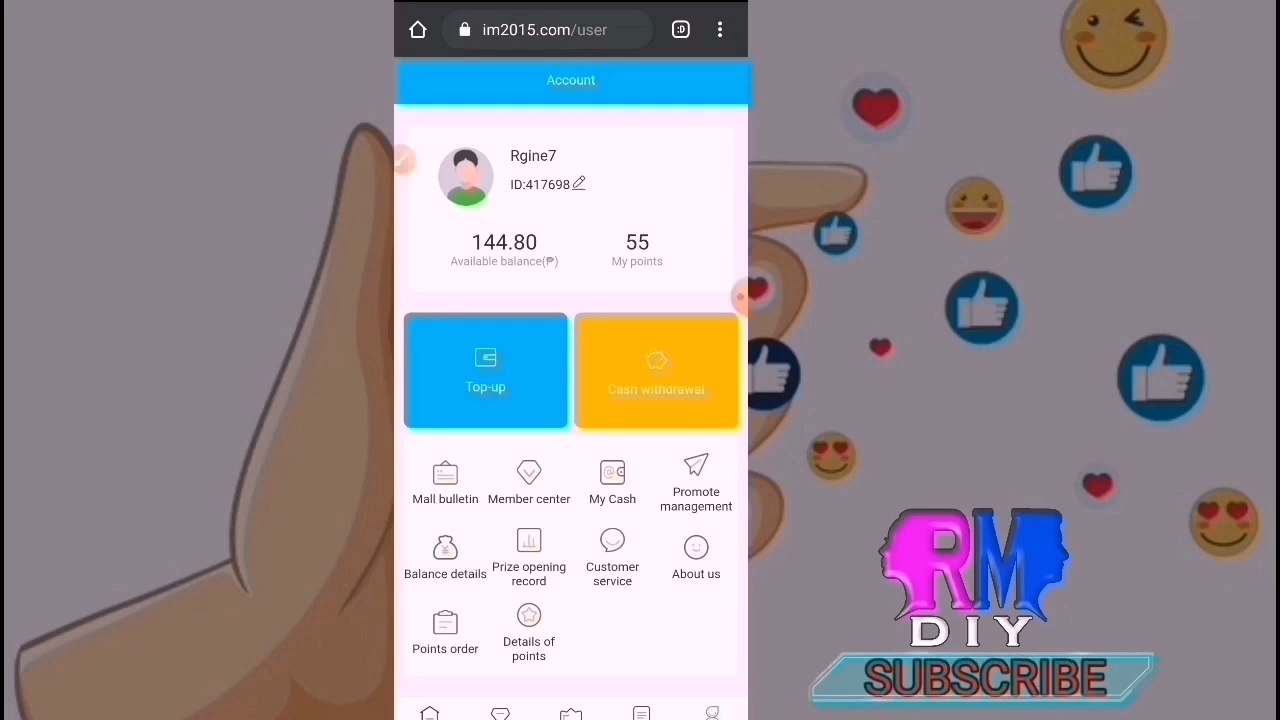 im2015.com/user
:D
Account
Rgine7
ID:417698
144.80
55
Available balance(₱)
My points
Top-up
Cash withdrawal
Mall bulletin
Member center
My Cash
Promote
management
Balance details
Prize opening
record
Customer
service
About us
Points order
Details of
points
RM
DIY
SUBSCRIBE